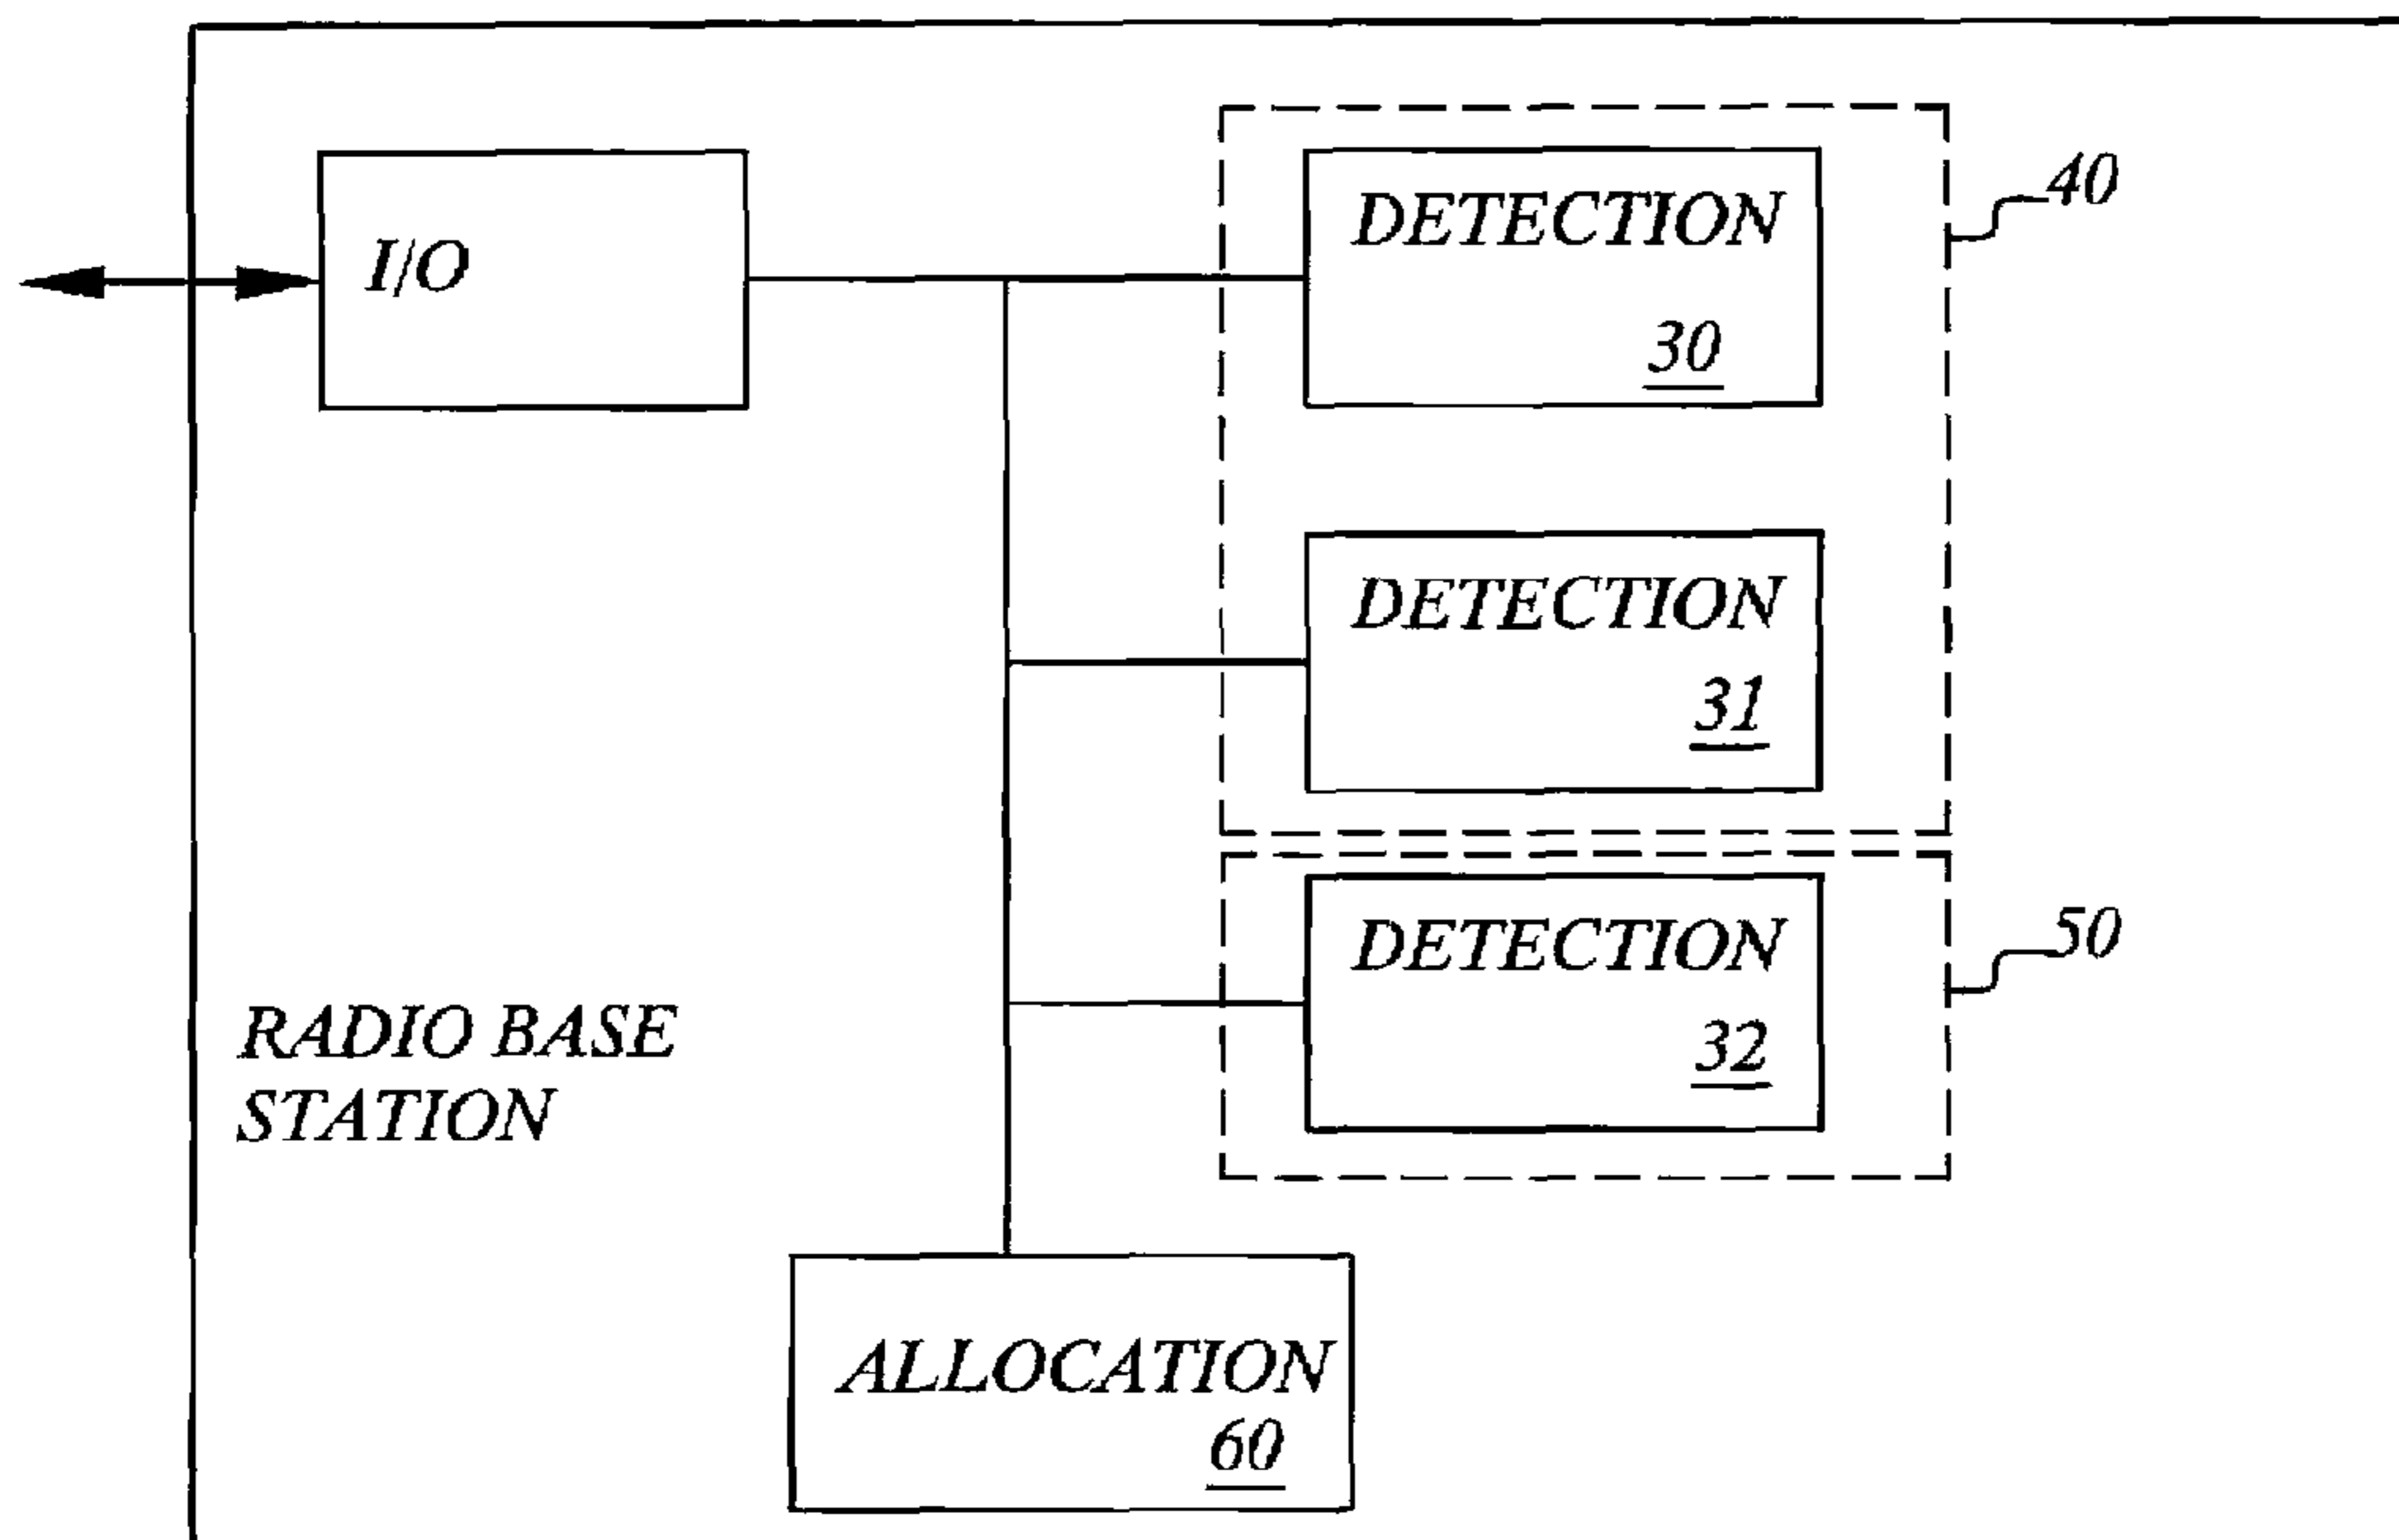 I/O
DETECTION
30
40
DETECTION
31
DETECTION
32
50
RADIO BASE
STATION
ALLOCATION
60